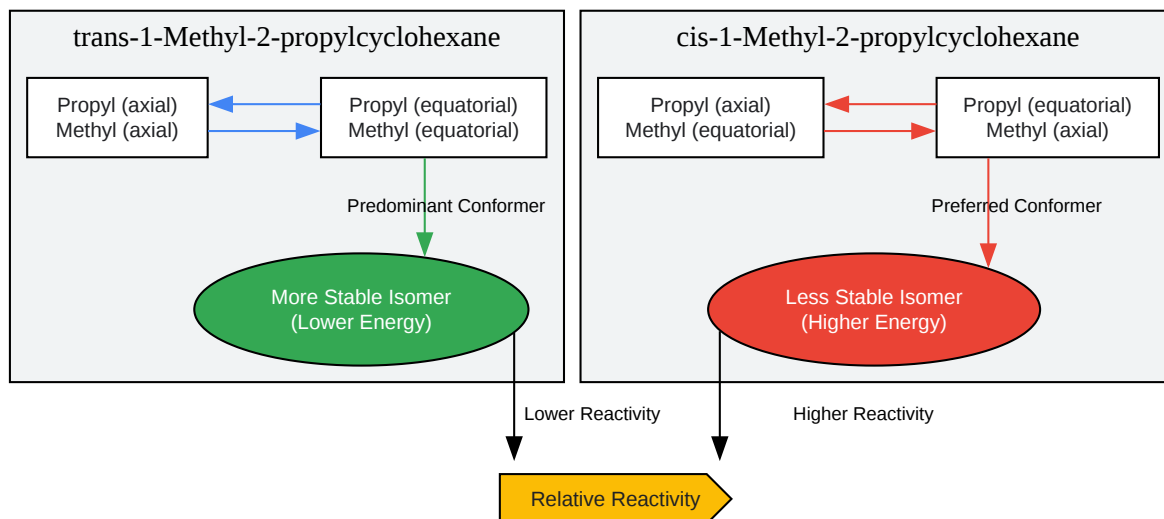 trans-1-Methyl-2-propylcyclohexane
Propyl (axial)
Methyl (axial)
Propyl (equatorial)
Methyl (equatorial)
Predominant Conformer
More Stable Isomer
(Lower Energy)
cis-1-Methyl-2-propylcyclohexane
Propyl (axial)
Methyl (equatorial)
Propyl (equatorial)
Methyl (axial)
Preferred Conformer
Less Stable Isomer
(Higher Energy)
Lower Reactivity
Higher Reactivity
Relative Reactivity